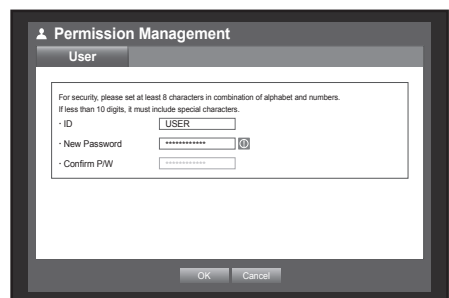 Permission Management
User
For security, please set at least 8 characters in combination of alphabet and numbers.
If less than 10 digits, it must include special characters.
· ID USER
· New Password ************
· Confirm P/W ************
OK Cancel